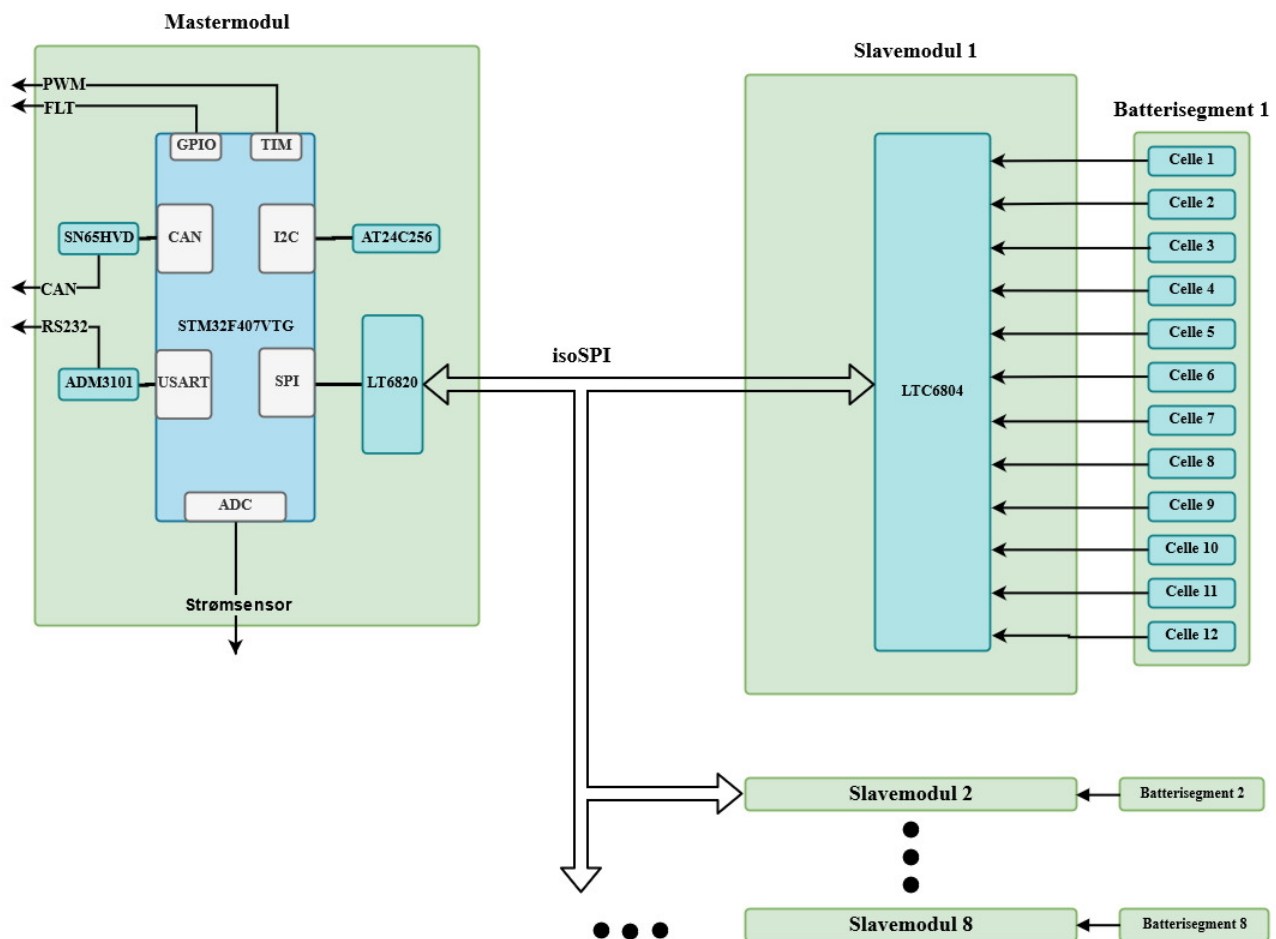 Mastermodul
PWM
FLT
GPIO
TIM
SN65HVD
CAN
I2C
AT24C256
CAN
RS232
STM32F407VTG
ADM3101
USART
SPI
LT6820
ADC
Strømsensor
isoSPI
Slavemodul 1
LTC6804
Batterisegment 1
Celle 1
Celle 2
Celle 3
Celle 4
Celle 5
Celle 6
Celle 7
Celle 8
Celle 9
Celle 10
Celle 11
Celle 12
Slavemodul 2
Batterisegment 2
Slavemodul 8
Batterisegment 8